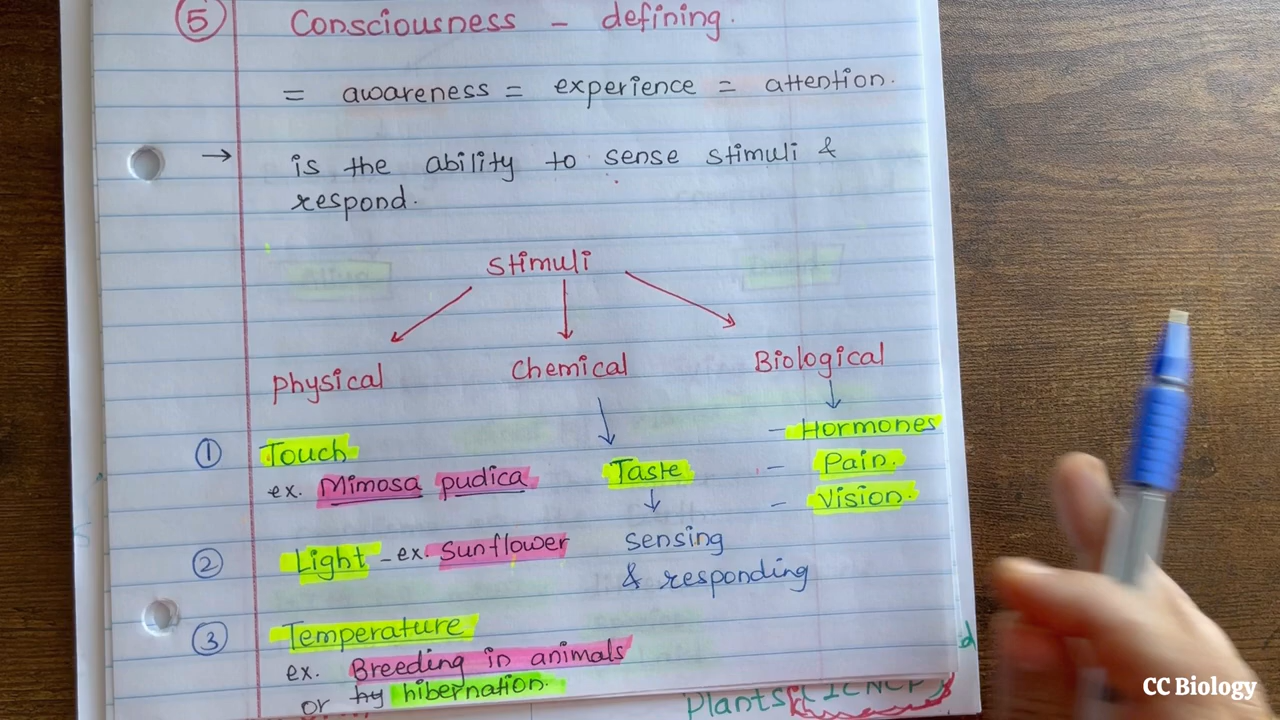 ⑤ Consciousness - defining.
= awareness = experience = attention.
→ is the ability to sense stimuli &
respond.
Stimuli
Physical Chemical Biological
① Touch
ex. Mimosa pudica
Taste
sensing
& responding
- Hormones
- Pain.
- Vision.
② Light - ex. Sunflower
③ Temperature
ex. Breeding in animals
or hy hibernation.
Plants
CC Biology